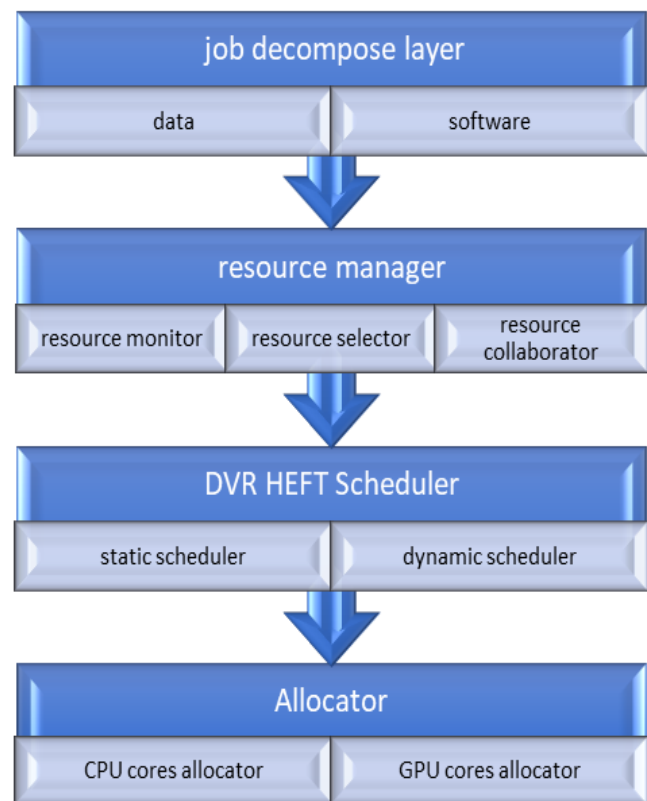 job decompose layer
data
software
resource manager
resource monitor
resource selector
resource
collaborator
DVR HEFT Scheduler
static scheduler
dynamic scheduler
Allocator
CPU cores allocator
GPU cores allocator